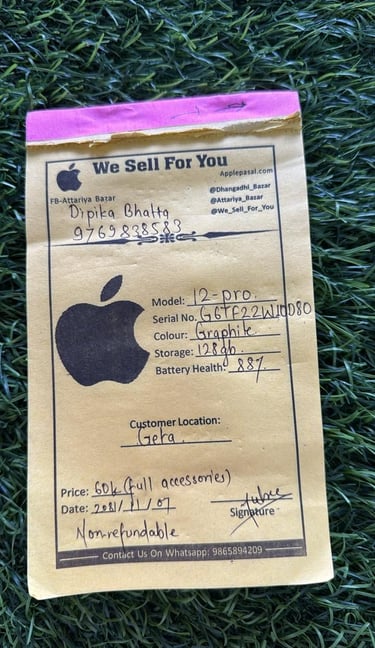 We Sell For You
Applepasal.com
@Dhangadhi_Bazar
FB-Attariya Bazar
@Attariya_Bazar
Dipika Bhatta
@We_Sell_For_You
9769838583
Model: 12-pro.
Serial No. G6TF22WU0D80
Colour: Graphite
Storage: 128gb
Battery Health: 88%
Customer Location:
Geta.
Price: 60k (full accessories)
Date: 2081/11/07
Signature
Non-refundable
Contact Us On Whatsapp: 9865894209